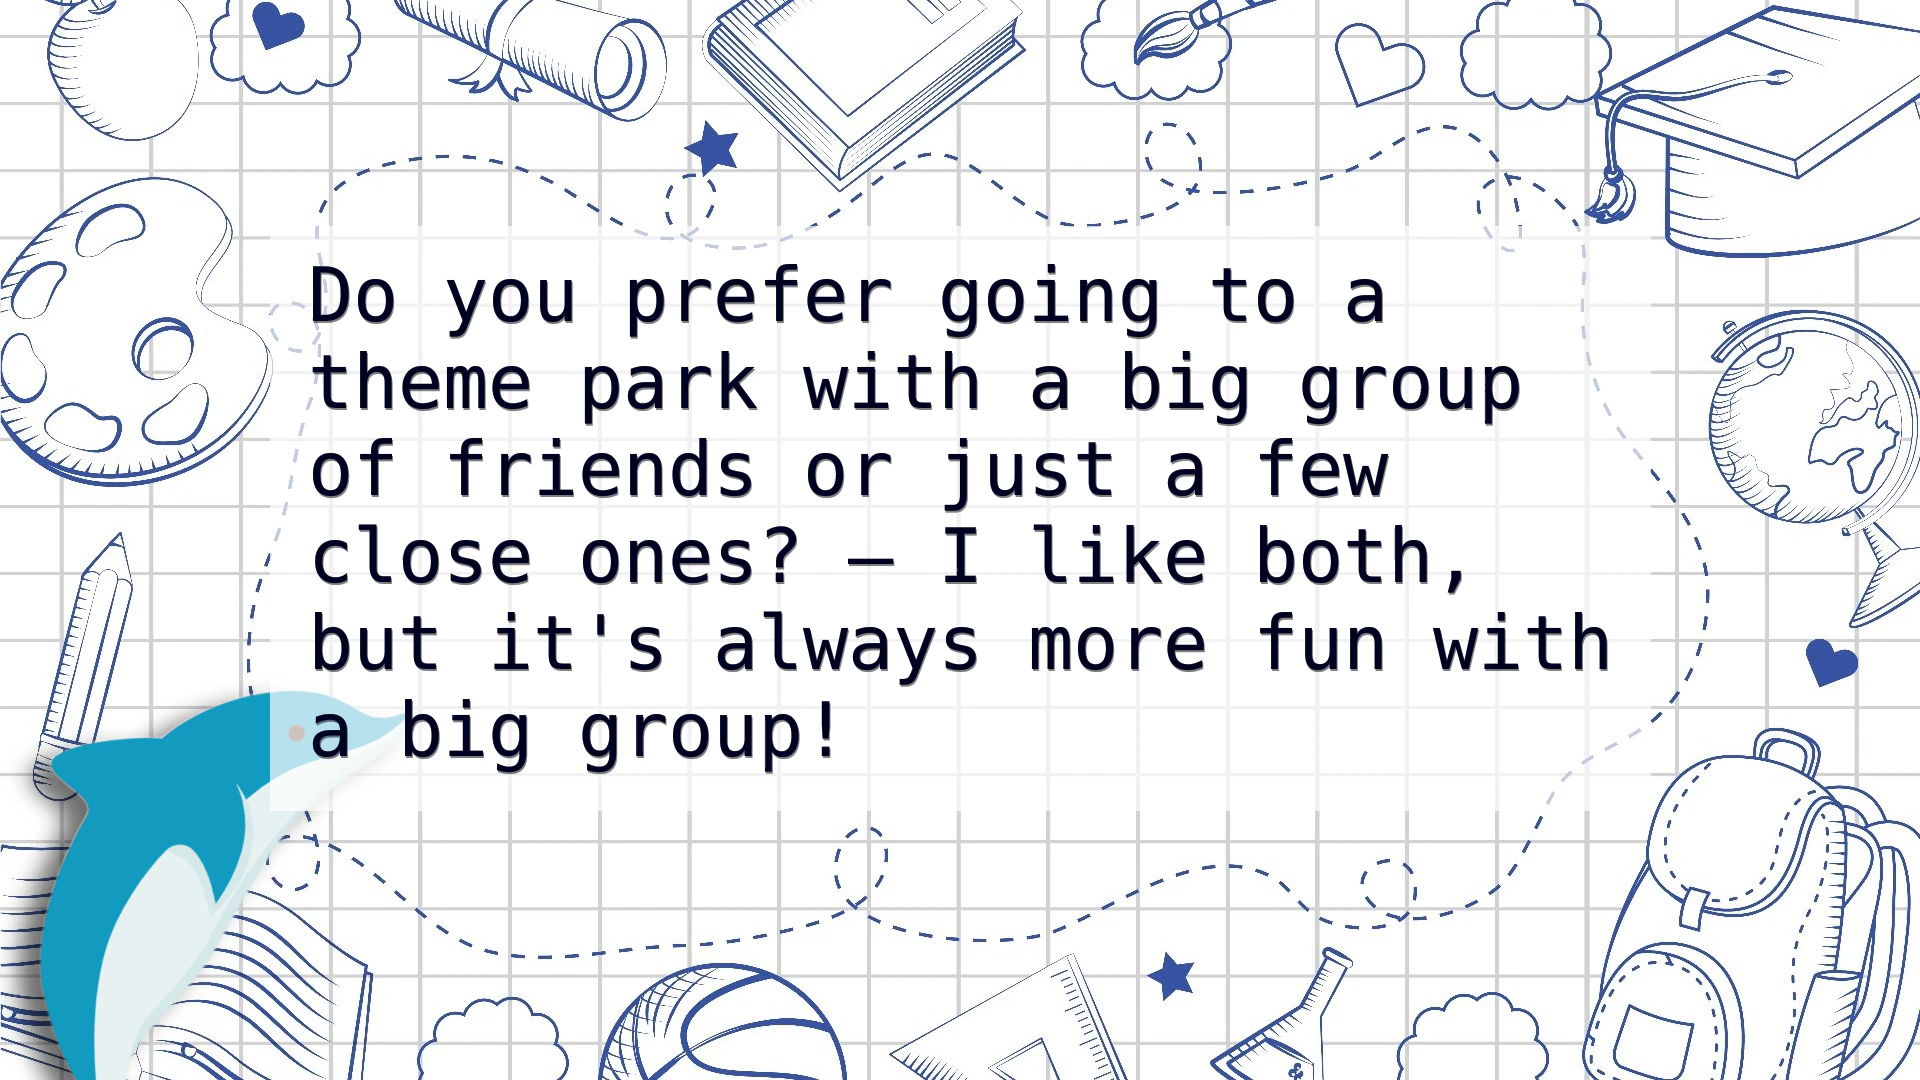 Do you prefer going to a
theme park with a big group
of friends or just a few
close ones? – I like both,
but it's always more fun with
a big group!